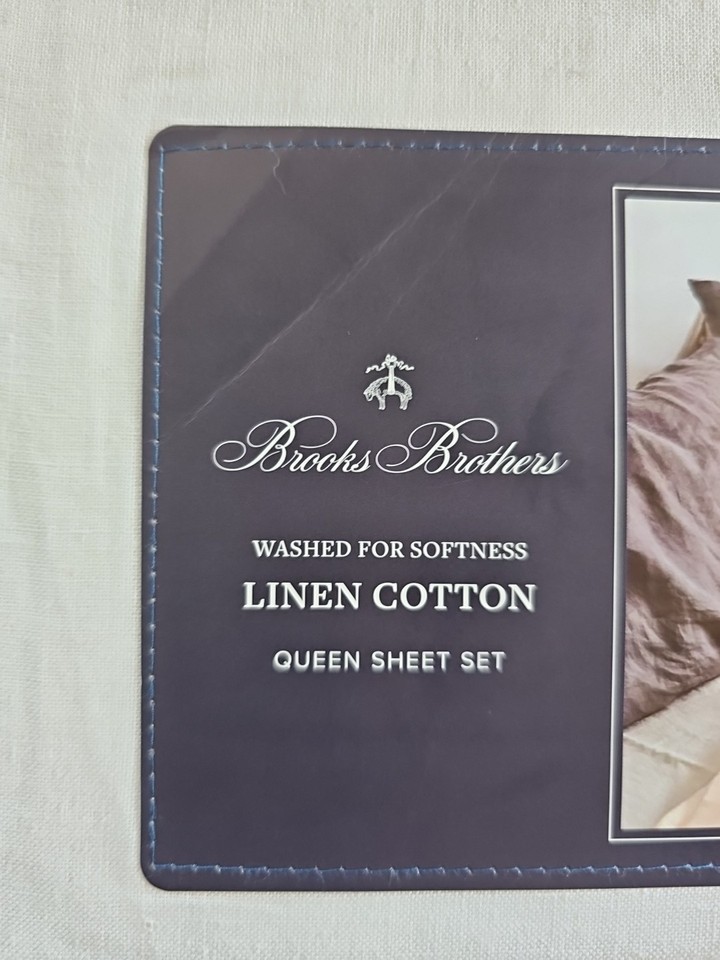 Brooks Brothers
WASHED FOR SOFTNESS
LINEN COTTON
QUEEN SHEET SET